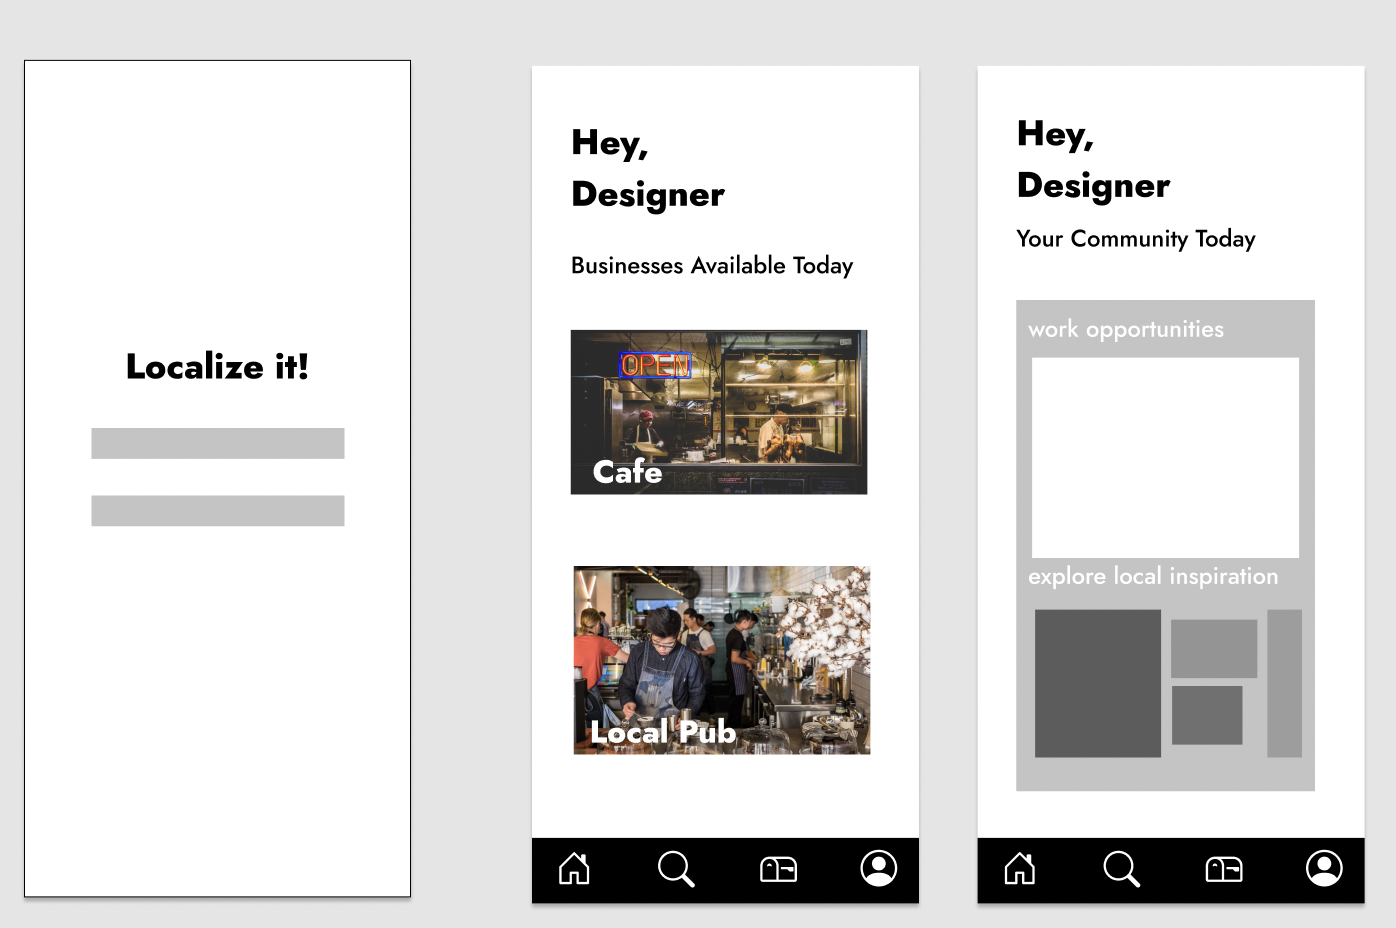 Localize it!
Hey,
Designer
Businesses Available Today
OPEN
Cafe
Local Pub
Hey,
Designer
Your Community Today
work opportunities
explore local inspiration